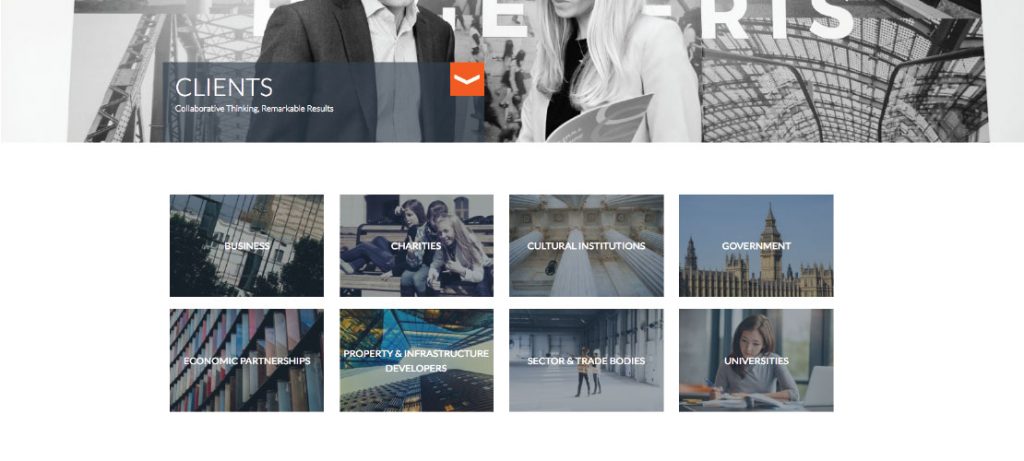 CLIENTS
Collaborative Thinking, Remarkable Results
BUSINESS
CHARITIES
CULTURAL INSTITUTIONS
GOVERNMENT
ECONOMIC PARTNERSHIPS
PROPERTY & INFRASTRUCTURE
DEVELOPERS
SECTOR & TRADE BODIES
UNIVERSITIES